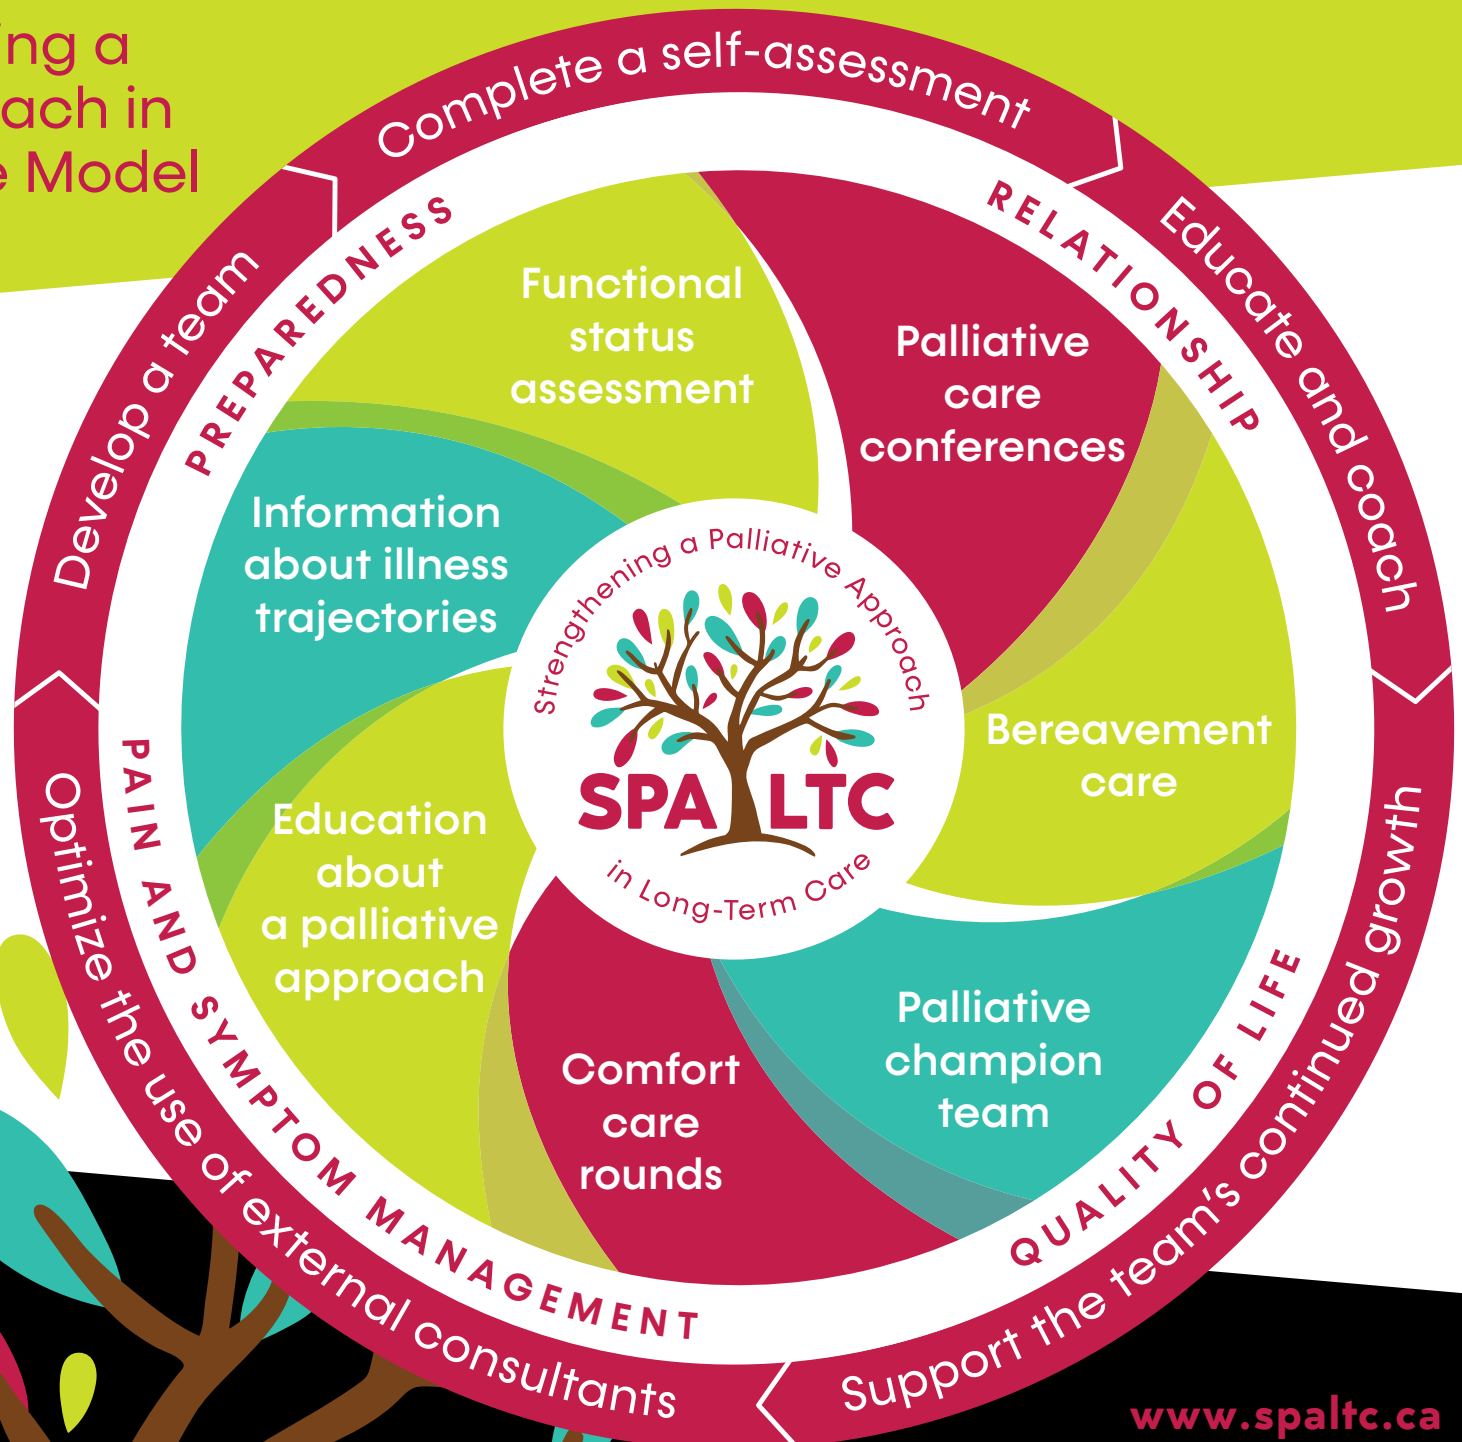 ing a
ach in
e Model
Complete a self-assessment
Educate and coach
Support the team's continued growth
Optimize the use of external consultants
Develop a team
PREPAREDNESS
RELATIONSHIP
QUALITY OF LIFE
PAIN AND SYMPTOM MANAGEMENT
Functional
status
assessment
Palliative
care
conferences
Bereavement
care
Palliative
champion
team
Comfort
care
rounds
Education
about
a palliative
approach
Information
about illness
trajectories
Strengthening a Palliative Approach
SPA LTC
in Long-Term Care
www.spaltc.ca